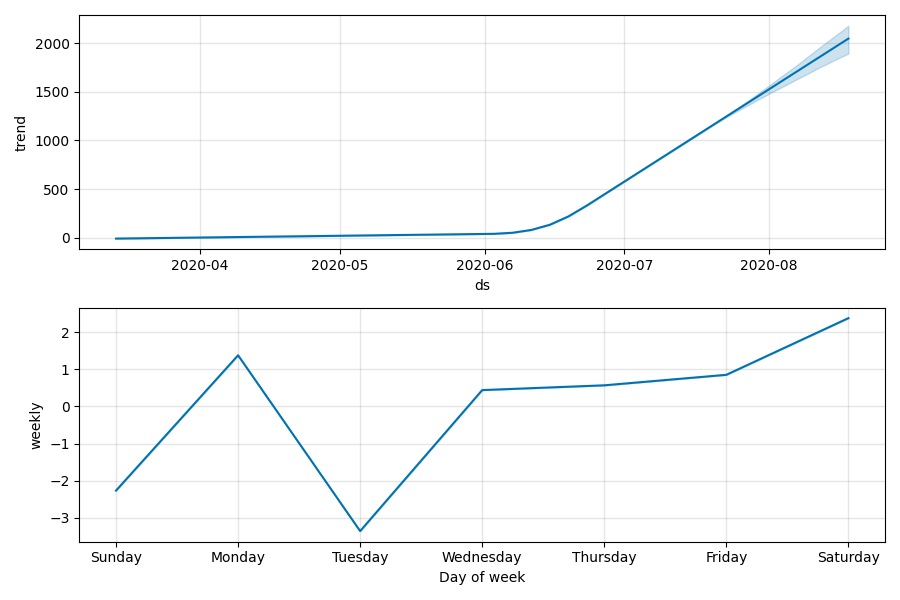 2000
1500
1000
500
0
trend
2020-04 2020-05 2020-06 2020-07 2020-08
ds
2
1
0
−1
−2
−3
weekly
Sunday Monday Tuesday Wednesday Thursday Friday Saturday
Day of week